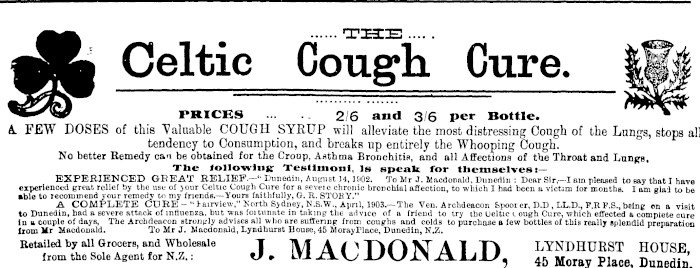 THE
Celtic Cough Cure.
PRICES ... ... 2/6 and 3/6 per Bottle.
A FEW DOSES of this Valuable COUGH SYRUP will alleviate the most distressing Cough of the Lungs, stops all
tendency to Consumption, and breaks up entirely the Whooping Cough.
No better Remedy can be obtained for the Croup, Asthma Bronchitis, and all Affections of the Throat and Lungs,
The following Testimoni ls speak for themselves:—
EXPERIENCED GREAT RELIEF.—"Dunedin, August 14, 1902. To Mr J. Macdonald, Dunedin: Dear Sir,—I am pleased to say that I have
experienced great relief by the use of your Celtic Cough Cure for a severe chronic bronchial affection, to which I had been a victim for months. I am glad to be
able to recommend your remedy to my friends.—Yours faithfully, G. R. STORY."
A COMPLETE CURE—"Fairview," North Sydney, N.S.W., April, 1903.—The Ven. Archdeacon Spooner, D.D., LL.D., F.R.P.S., being on a visit
to Dunedin, had a severe attack of influenza, but was fortunate in taking the advice of a friend to try the Celtic Cough Cure, which effected a complete cure
in a couple of days, The Archdeacon strongly advises all who are suffering from coughs and colds to purchase a few bottles of this really splendid preparation
from Mr Macdonald. To Mr J. Macdonald, Lyndhurst House, 45 Moray Place, Dunedin, N.Z.
Retailed by all Grocers, and Wholesale
from the Sole Agent for N.Z.:
J. MACDONALD,
LYNDHURST HOUSE,
45 Moray Place, Dunedin.